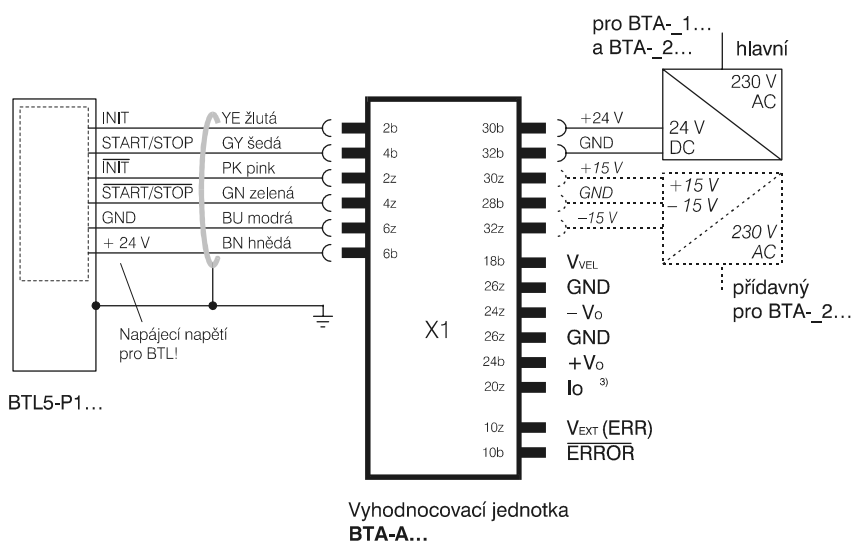 pro BTA-_1...
a BTA-_2...
hlavní
230 V
AC
24 V
DC
INIT YE žlutá 2b 30b +24 V
START/STOP GY šedá 4b 32b GND
INIT PK pink 2z 30z +15 V
START/STOP GN zelená 4z 28b GND
GND BU modrá 6z 32z −15 V
+ 24 V BN hnědá 6b
+15 V
− 15 V
230 V
AC
přídavný
pro BTA-_2...
18b VVEL
26z GND
24z − Vo
26z GND
24b +Vo
20z Io 3)
10z VEXT (ERR)
10b ERROR
X1
Napájecí napětí
pro BTL!
BTL5-P1...
Vyhodnocovací jednotka
BTA-A...